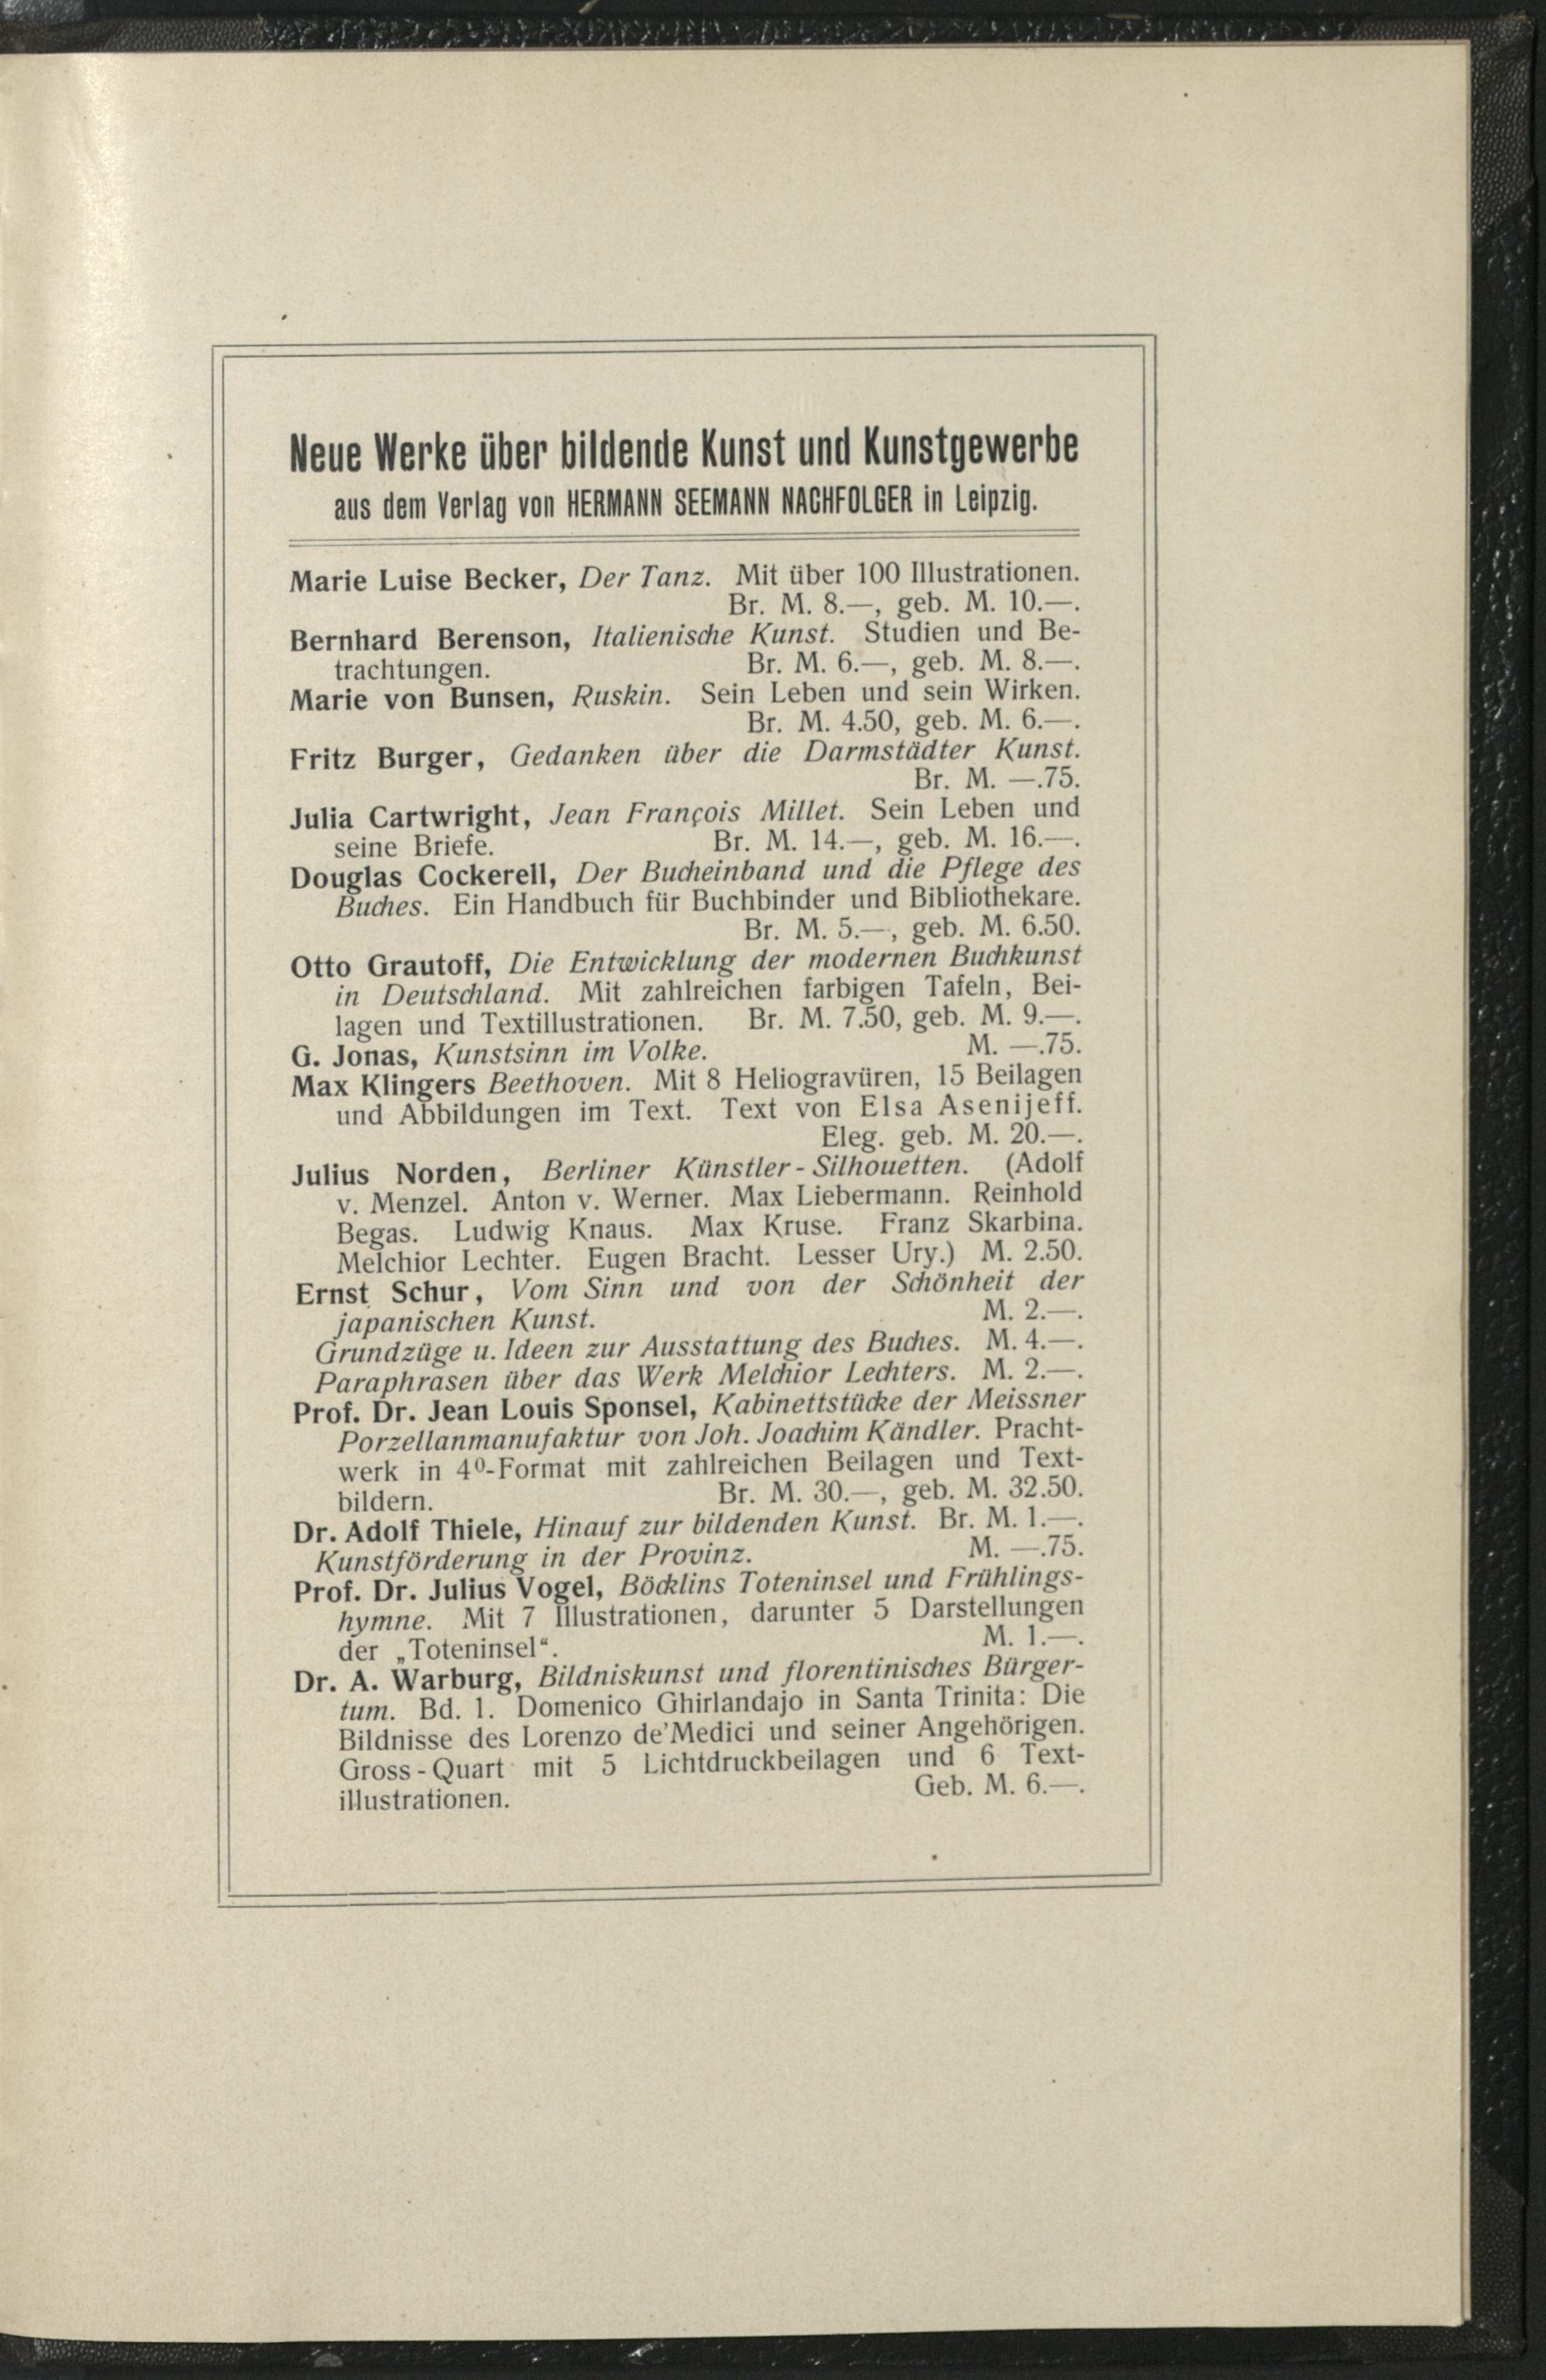 Neue Werke über bildende Kunst und Kunstgewerbe
aus dem Verlag von HERMANN SEEMANN NACHFOLGER in Leipzig.
Marie Luise Becker, Der Tanz. Mit über 100 Illustrationen.
Br. M. 8.—, geb. M. 10.—.
Bernhard Berenson, Italienische Kunst. Studien und Be-
trachtungen. Br. M. 6.—, geb. M. 8.—.
Marie von Bunsen, Ruskin. Sein Leben und sein Wirken.
Br. M. 4.50, geb. M. 6.—.
Fritz Burger, Gedanken über die Darmstädter Kunst.
Br. M. —.75.
Julia Cartwright, Jean François Millet. Sein Leben und
seine Briefe. Br. M. 14.—, geb. M. 16.—.
Douglas Cockerell, Der Bucheinband und die Pflege des
Buches. Ein Handbuch für Buchbinder und Bibliothekare.
Br. M. 5.—, geb. M. 6.50.
Otto Grautoff, Die Entwicklung der modernen Buchkunst
in Deutschland. Mit zahlreichen farbigen Tafeln, Bei-
lagen und Textillustrationen. Br. M. 7.50, geb. M. 9.—.
G. Jonas, Kunstsinn im Volke. M. —.75.
Max Klingers Beethoven. Mit 8 Heliogravüren, 15 Beilagen
und Abbildungen im Text. Text von Elsa Asenijeff.
Eleg. geb. M. 20.—.
Julius Norden, Berliner Künstler-Silhouetten. (Adolf
v. Menzel. Anton v. Werner. Max Liebermann. Reinhold
Begas. Ludwig Knaus. Max Kruse. Franz Skarbina.
Melchior Lechter. Eugen Bracht. Lesser Ury.) M. 2.50.
Ernst Schur, Vom Sinn und von der Schönheit der
japanischen Kunst. M. 2.—.
Grundzüge u. Ideen zur Ausstattung des Buches. M. 4.—.
Paraphrasen über das Werk Melchior Lechters. M. 2.—.
Prof. Dr. Jean Louis Sponsel, Kabinettstücke der Meissner
Porzellanmanufaktur von Joh. Joachim Kändler. Pracht-
werk in 4⁰-Format mit zahlreichen Beilagen und Text-
bildern. Br. M. 30.—, geb. M. 32.50.
Dr. Adolf Thiele, Hinauf zur bildenden Kunst. Br. M. 1.—.
Kunstförderung in der Provinz. M. —.75.
Prof. Dr. Julius Vogel, Böcklins Toteninsel und Frühlings-
hymne. Mit 7 Illustrationen, darunter 5 Darstellungen
der „Toteninsel“. M. 1.—.
Dr. A. Warburg, Bildniskunst und florentinisches Bürger-
tum. Bd. 1. Domenico Ghirlandajo in Santa Trinita: Die
Bildnisse des Lorenzo de'Medici und seiner Angehörigen.
Gross-Quart mit 5 Lichtdruckbeilagen und 6 Text-
illustrationen. Geb. M. 6.—.